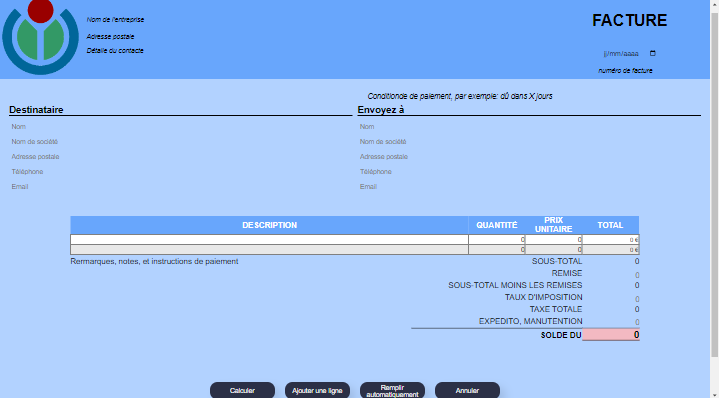 Nom de l'entreprise
FACTURE
Adresse postale
Détaile du contacte
jj/mm/aaaa
numéro de facture
Conditionde de paiement, par exemple: dû dans X jours
Destinataire
Envoyez à
Nom
Nom
Nom de société
Nom de société
Adresse postale
Adresse postale
Téléphone
Téléphone
Email
Email
DESCRIPTION QUANTITÉ PRIX UNITAIRE TOTAL
0 0 0 €
0 0 0 €
Rermarques, notes, et instructions de paiement
SOUS-TOTAL 0
REMISE 0
SOUS-TOTAL MOINS LES REMISES 0
TAUX D'IMPOSITION 0
TAXE TOTALE 0
EXPEDITO, MANUTENTION 0
SOLDE DU 0
Calculer
Ajouter une ligne
Remplir automatiquement
Annuler